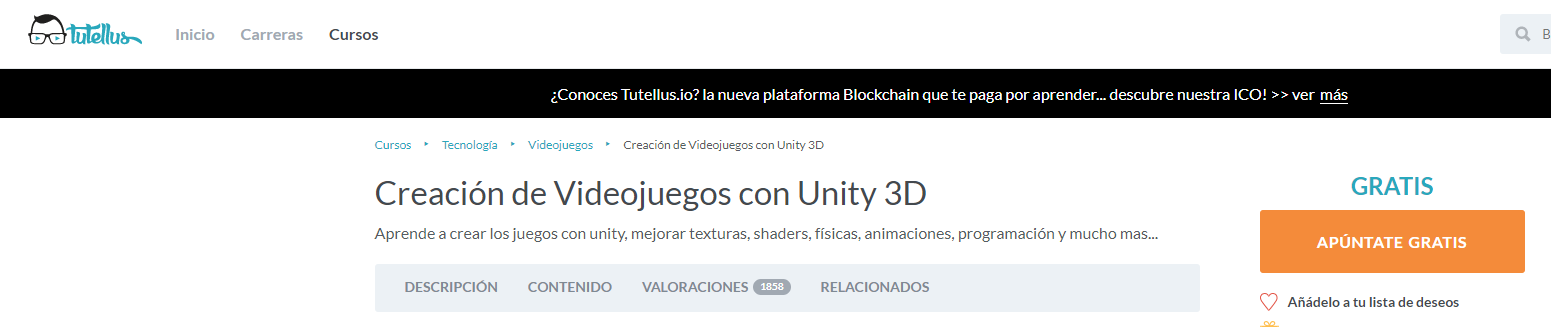 tutellus
Inicio Carreras Cursos
B
¿Conoces Tutellus.io? la nueva plataforma Blockchain que te paga por aprender... descubre nuestra ICO! >> ver más
Cursos ‣ Tecnología ‣ Videojuegos ‣ Creación de Videojuegos con Unity 3D
Creación de Videojuegos con Unity 3D
Aprende a crear los juegos con unity, mejorar texturas, shaders, físicas, animaciones, programación y mucho mas...
DESCRIPCIÓN CONTENIDO VALORACIONES 1858 RELACIONADOS
GRATIS
APÚNTATE GRATIS
Añádelo a tu lista de deseos